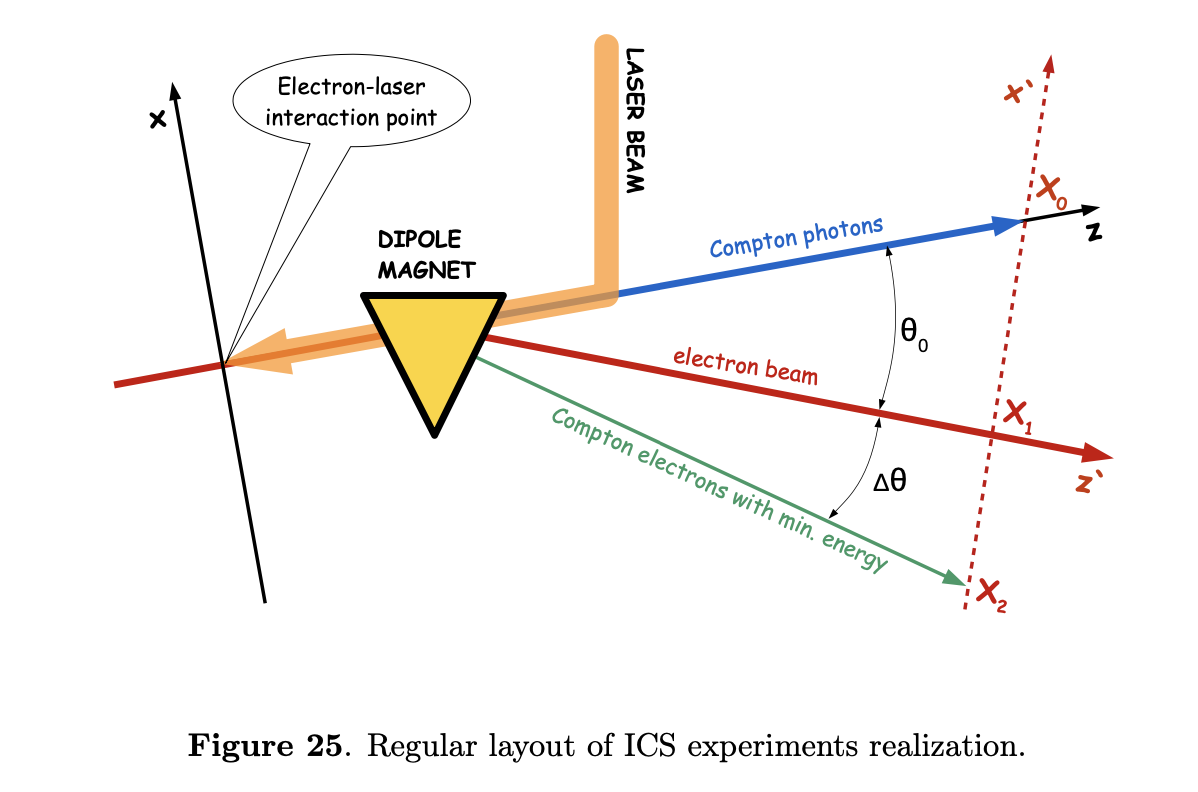 x
Electron-laser
interaction point
LASER BEAM
x`
X₀
z
DIPOLE
MAGNET
Compton photons
θ₀
electron beam
X₁
z`
Compton electrons with min. energy
Δθ
X₂
Figure 25. Regular layout of ICS experiments realization.